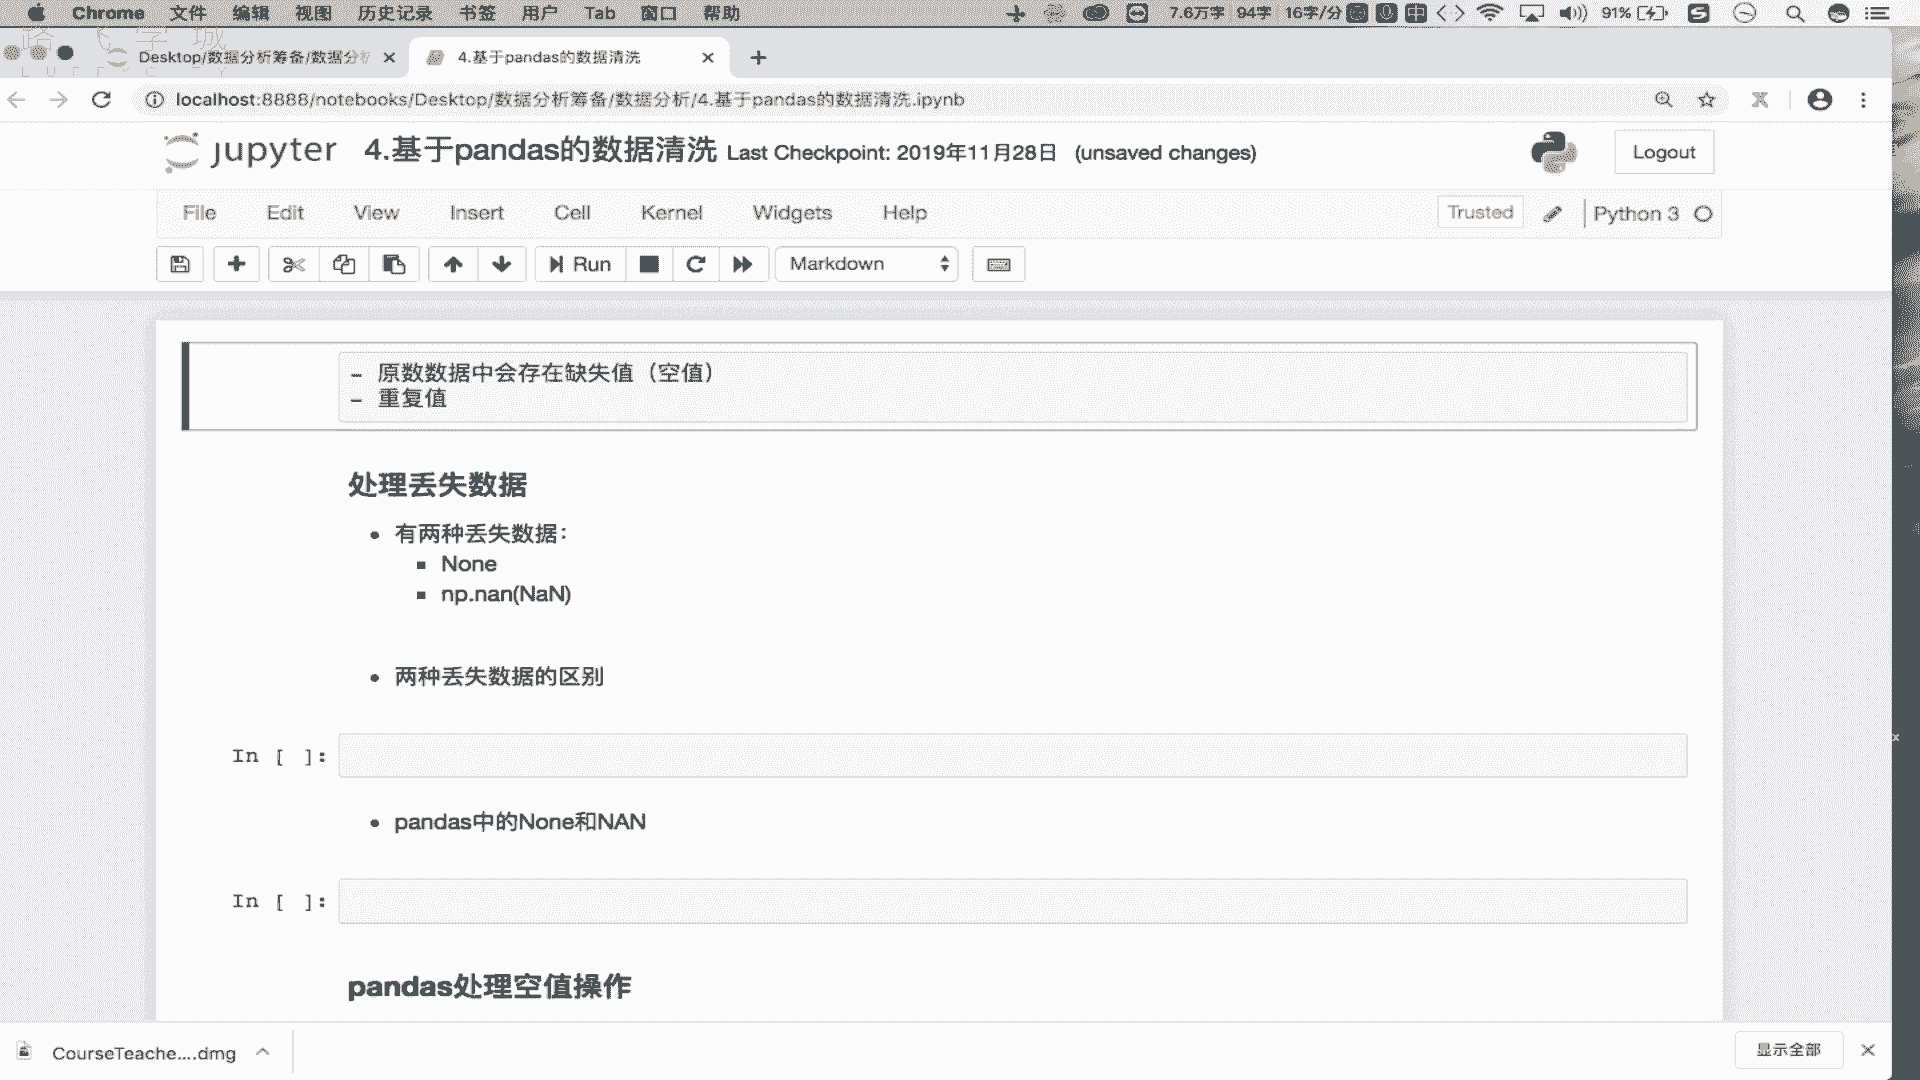 Chrome 文件 编辑 视图 历史记录 书签 用户 Tab 窗口 帮助 7.6万字 94字 16字/分 中 91%
Desktop/数据分析筹备/数据分析 4.基于pandas的数据清洗
localhost:8888/notebooks/Desktop/数据分析筹备/数据分析/4.基于pandas的数据清洗.ipynb
jupyter 4.基于pandas的数据清洗 Last Checkpoint: 2019年11月28日 (unsaved changes) Logout
File Edit View Insert Cell Kernel Widgets Help Trusted Python 3
Run Markdown
- 原数数据中会存在缺失值（空值）
- 重复值
处理丢失数据
• 有两种丢失数据：
▪ None
▪ np.nan(NaN)
• 两种丢失数据的区别
In [ ]:
• pandas中的None和NAN
In [ ]:
pandas处理空值操作
CourseTeache....dmg 显示全部